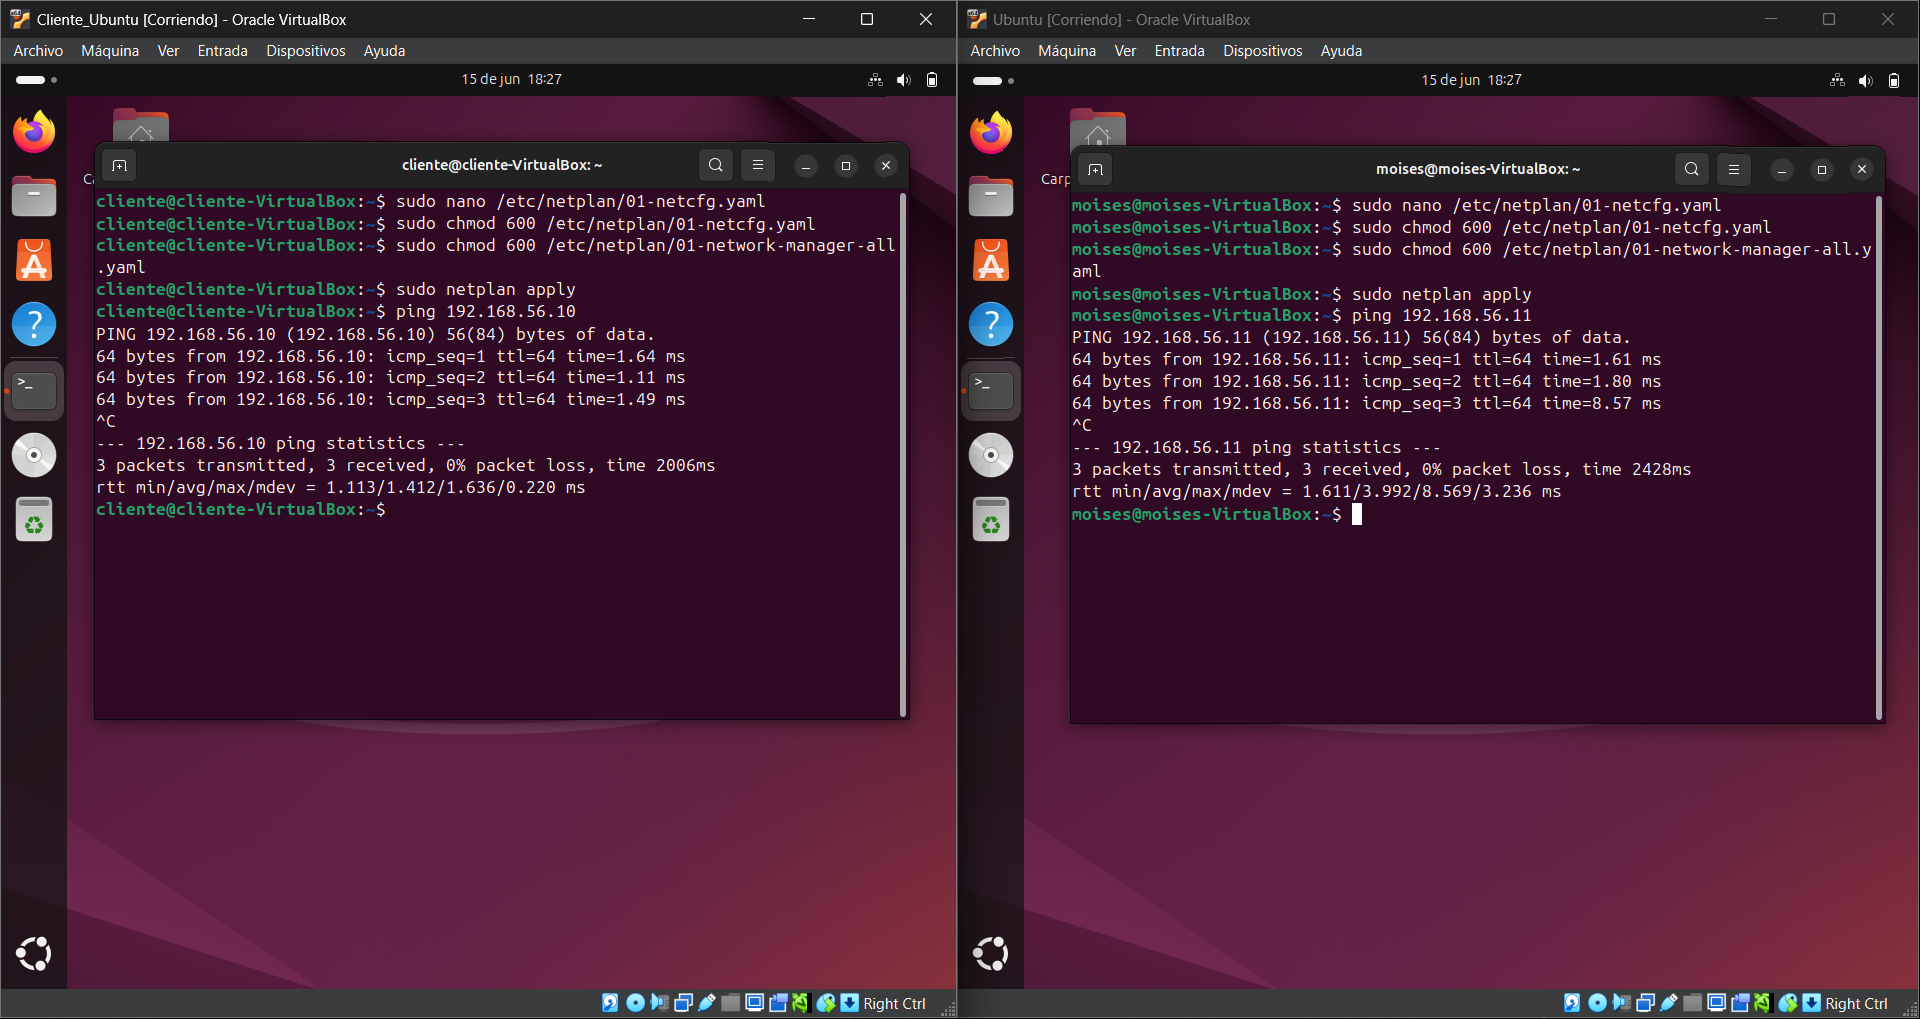 Cliente_Ubuntu [Corriendo] - Oracle VirtualBox
Archivo Máquina Ver Entrada Dispositivos Ayuda
15 de jun 18:27
cliente@cliente-VirtualBox: ~
cliente@cliente-VirtualBox:~$ sudo nano /etc/netplan/01-netcfg.yaml
cliente@cliente-VirtualBox:~$ sudo chmod 600 /etc/netplan/01-netcfg.yaml
cliente@cliente-VirtualBox:~$ sudo chmod 600 /etc/netplan/01-network-manager-all
.yaml
cliente@cliente-VirtualBox:~$ sudo netplan apply
cliente@cliente-VirtualBox:~$ ping 192.168.56.10
PING 192.168.56.10 (192.168.56.10) 56(84) bytes of data.
64 bytes from 192.168.56.10: icmp_seq=1 ttl=64 time=1.64 ms
64 bytes from 192.168.56.10: icmp_seq=2 ttl=64 time=1.11 ms
64 bytes from 192.168.56.10: icmp_seq=3 ttl=64 time=1.49 ms
^C
--- 192.168.56.10 ping statistics ---
3 packets transmitted, 3 received, 0% packet loss, time 2006ms
rtt min/avg/max/mdev = 1.113/1.412/1.636/0.220 ms
cliente@cliente-VirtualBox:~$
Ca
Right Ctrl
Ubuntu [Corriendo] - Oracle VirtualBox
Archivo Máquina Ver Entrada Dispositivos Ayuda
15 de jun 18:27
Carp
moises@moises-VirtualBox: ~
moises@moises-VirtualBox:~$ sudo nano /etc/netplan/01-netcfg.yaml
moises@moises-VirtualBox:~$ sudo chmod 600 /etc/netplan/01-netcfg.yaml
moises@moises-VirtualBox:~$ sudo chmod 600 /etc/netplan/01-network-manager-all.y
aml
moises@moises-VirtualBox:~$ sudo netplan apply
moises@moises-VirtualBox:~$ ping 192.168.56.11
PING 192.168.56.11 (192.168.56.11) 56(84) bytes of data.
64 bytes from 192.168.56.11: icmp_seq=1 ttl=64 time=1.61 ms
64 bytes from 192.168.56.11: icmp_seq=2 ttl=64 time=1.80 ms
64 bytes from 192.168.56.11: icmp_seq=3 ttl=64 time=8.57 ms
^C
--- 192.168.56.11 ping statistics ---
3 packets transmitted, 3 received, 0% packet loss, time 2428ms
rtt min/avg/max/mdev = 1.611/3.992/8.569/3.236 ms
moises@moises-VirtualBox:~$
Right Ctrl